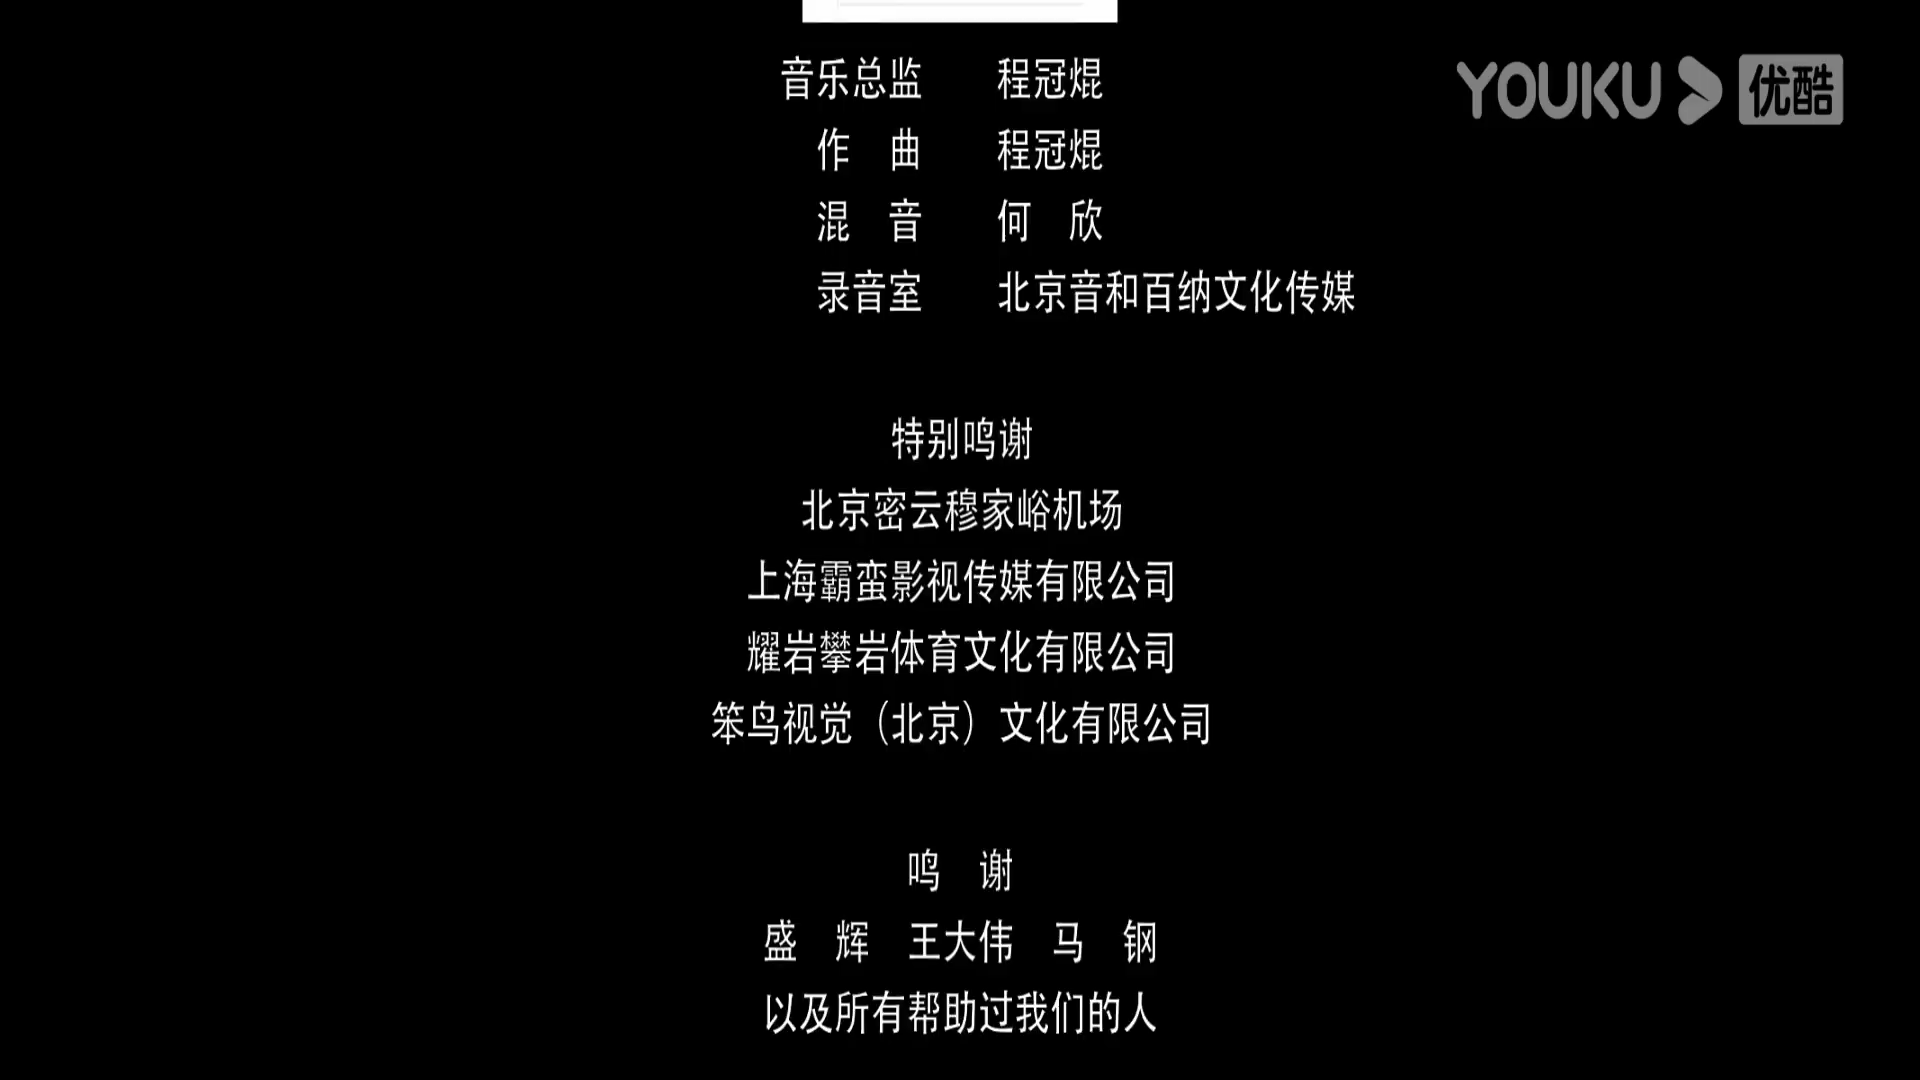 音乐总监 程冠焜
YOUKU 优酷
作 曲 程冠焜
混 音 何 欣
录音室 北京音和百纳文化传媒
特别鸣谢
北京密云穆家峪机场
上海霸蛮影视传媒有限公司
耀岩攀岩体育文化有限公司
笨鸟视觉（北京）文化有限公司
鸣 谢
盛 辉 王大伟 马 钢
以及所有帮助过我们的人